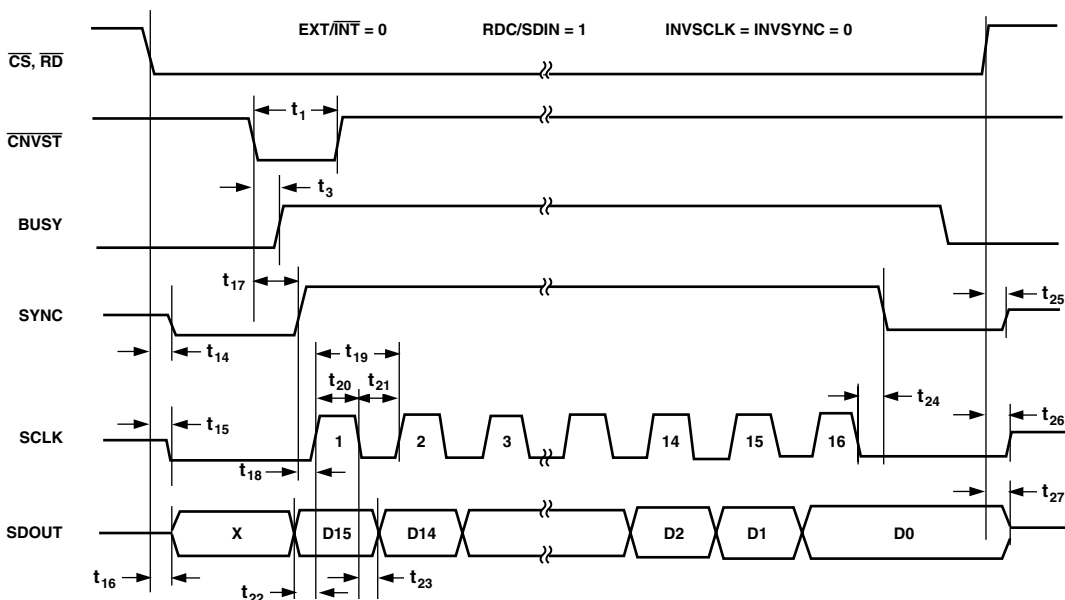 EXT/INT = 0 RDC/SDIN = 1 INVSCLK = INVSYNC = 0
CS, RD
t1
CNVST
t3
BUSY
t17
SYNC
t25
t14
t19
t20 t21
t24
t15
t26
SCLK
1 2 3 14 15 16
t18
t27
SDOUT
X D15 D14 D2 D1 D0
t16
t22
t23